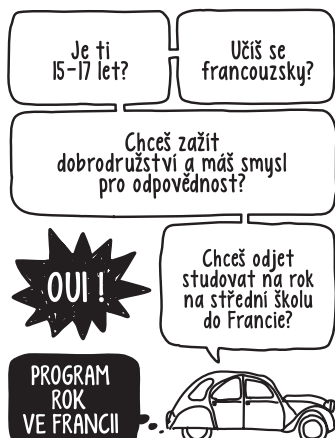 Je ti
15-17 let?
Učíš se
francouzsky?
Chceš zažít
dobrodružství a máš smysl
pro odpovědnost?
OUI !
Chceš odjet
studovat na rok
na střední školu
do Francie?
PROGRAM
ROK
VE FRANCII